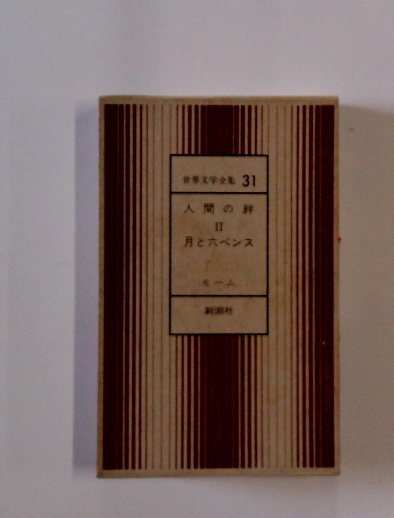 世界文学全集 31
人間の絆
II
月と六ペンス
モーム
新潮社